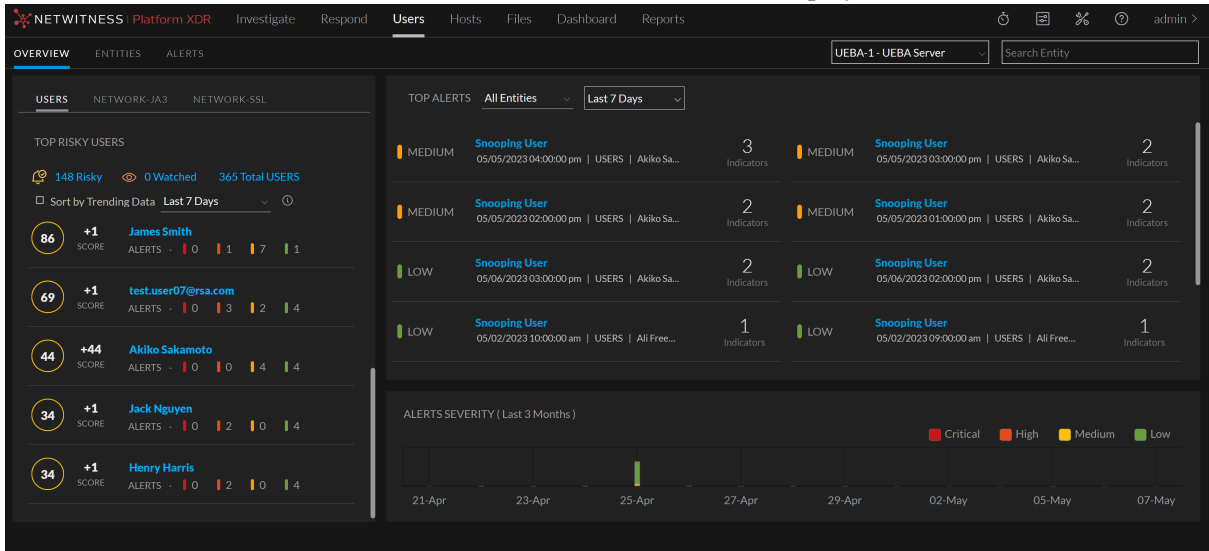 NETWITNESS Platform XDR Investigate Respond Users Hosts Files Dashboard Reports admin >
OVERVIEW ENTITIES ALERTS UEBA-1 - UEBA Server Search Entity
USERS NETWORK-JA3 NETWORK-SSL
TOP RISKY USERS
148 Risky 0 Watched 365 Total USERS
Sort by Trending Data Last 7 Days
86 +1 SCORE James Smith
ALERTS - 0 1 7 1
69 +1 SCORE test.user07@rsa.com
ALERTS - 0 3 2 4
44 +44 SCORE Akiko Sakamoto
ALERTS - 0 0 4 4
34 +1 SCORE Jack Nguyen
ALERTS - 0 2 0 4
34 +1 SCORE Henry Harris
ALERTS - 0 2 0 4
TOP ALERTS All Entities Last 7 Days
MEDIUM Snooping User 3 Indicators
05/05/2023 04:00:00 pm | USERS | Akiko Sa...
MEDIUM Snooping User 2 Indicators
05/05/2023 03:00:00 pm | USERS | Akiko Sa...
MEDIUM Snooping User 2 Indicators
05/05/2023 02:00:00 pm | USERS | Akiko Sa...
MEDIUM Snooping User 2 Indicators
05/05/2023 01:00:00 pm | USERS | Akiko Sa...
LOW Snooping User 2 Indicators
05/06/2023 03:00:00 pm | USERS | Akiko Sa...
LOW Snooping User 2 Indicators
05/06/2023 02:00:00 pm | USERS | Akiko Sa...
LOW Snooping User 1 Indicators
05/02/2023 10:00:00 am | USERS | Ali Free...
LOW Snooping User 1 Indicators
05/02/2023 09:00:00 am | USERS | Ali Free...
ALERTS SEVERITY ( Last 3 Months )
Critical High Medium Low
21-Apr 23-Apr 25-Apr 27-Apr 29-Apr 02-May 05-May 07-May